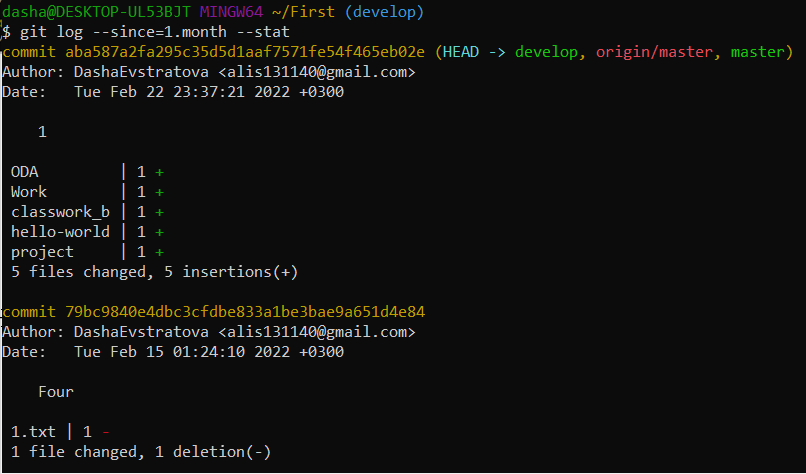 dasha@DESKTOP-UL53BJT MINGW64 ~/First (develop)
$ git log --since=1.month --stat
commit aba587a2fa295c35d5d1aaf7571fe54f465eb02e (HEAD -> develop, origin/master, master)
Author: DashaEvstratova <alis131140@gmail.com>
Date:   Tue Feb 22 23:37:21 2022 +0300

    1

 ODA         | 1 +
 Work        | 1 +
 classwork_b | 1 +
 hello-world | 1 +
 project     | 1 +
 5 files changed, 5 insertions(+)

commit 79bc9840e4dbc3cfdbe833a1be3bae9a651d4e84
Author: DashaEvstratova <alis131140@gmail.com>
Date:   Tue Feb 15 01:24:10 2022 +0300

    Four

 1.txt | 1 -
 1 file changed, 1 deletion(-)